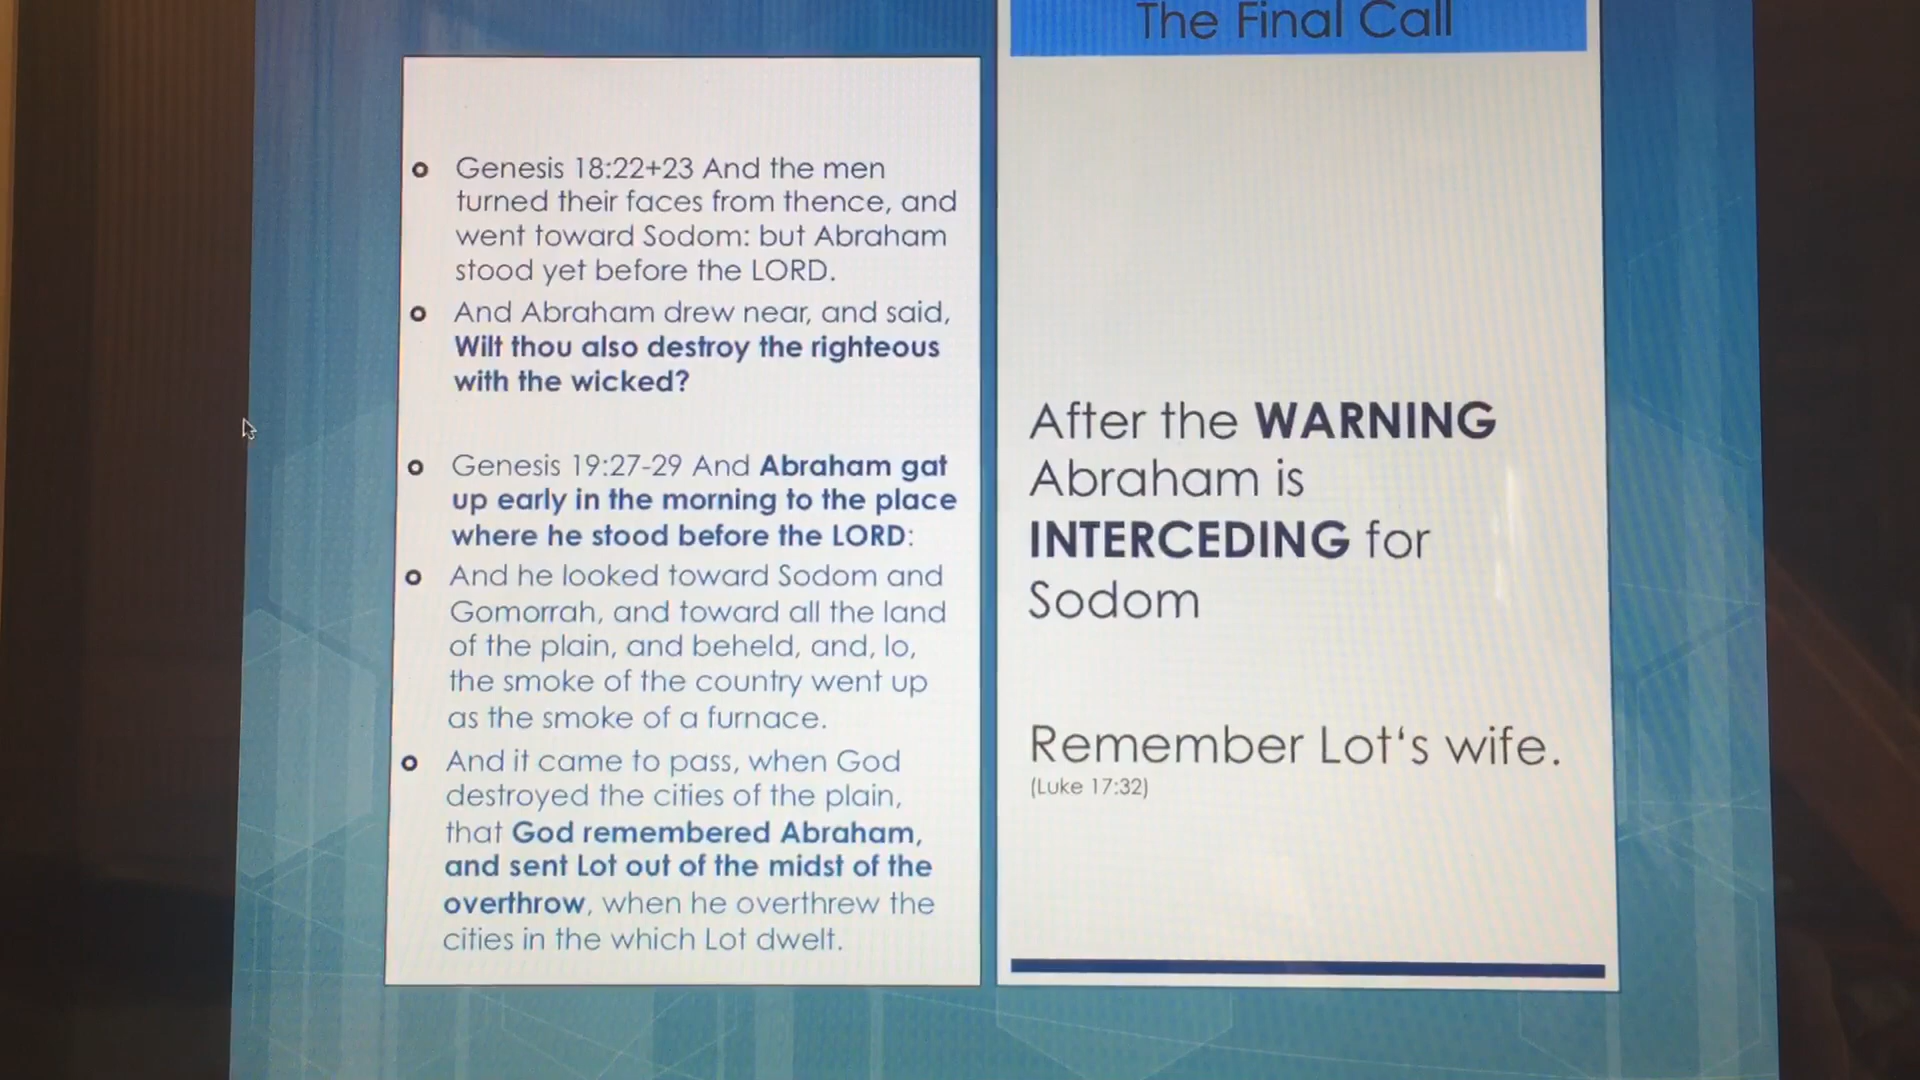 The Final Call
Genesis 18:22+23 And the men
turned their faces from thence, and
went toward Sodom: but Abraham
stood yet before the LORD.
And Abraham drew near, and said,
Wilt thou also destroy the righteous
with the wicked?
Genesis 19:27-29 And Abraham gat
up early in the morning to the place
where he stood before the LORD:
And he looked toward Sodom and
Gomorrah, and toward all the land
of the plain, and beheld, and, lo,
the smoke of the country went up
as the smoke of a furnace.
And it came to pass, when God
destroyed the cities of the plain,
that God remembered Abraham,
and sent Lot out of the midst of the
overthrow, when he overthrew the
cities in the which Lot dwelt.
After the WARNING
Abraham is
INTERCEDING for
Sodom
Remember Lot‘s wife.
(Luke 17:32)